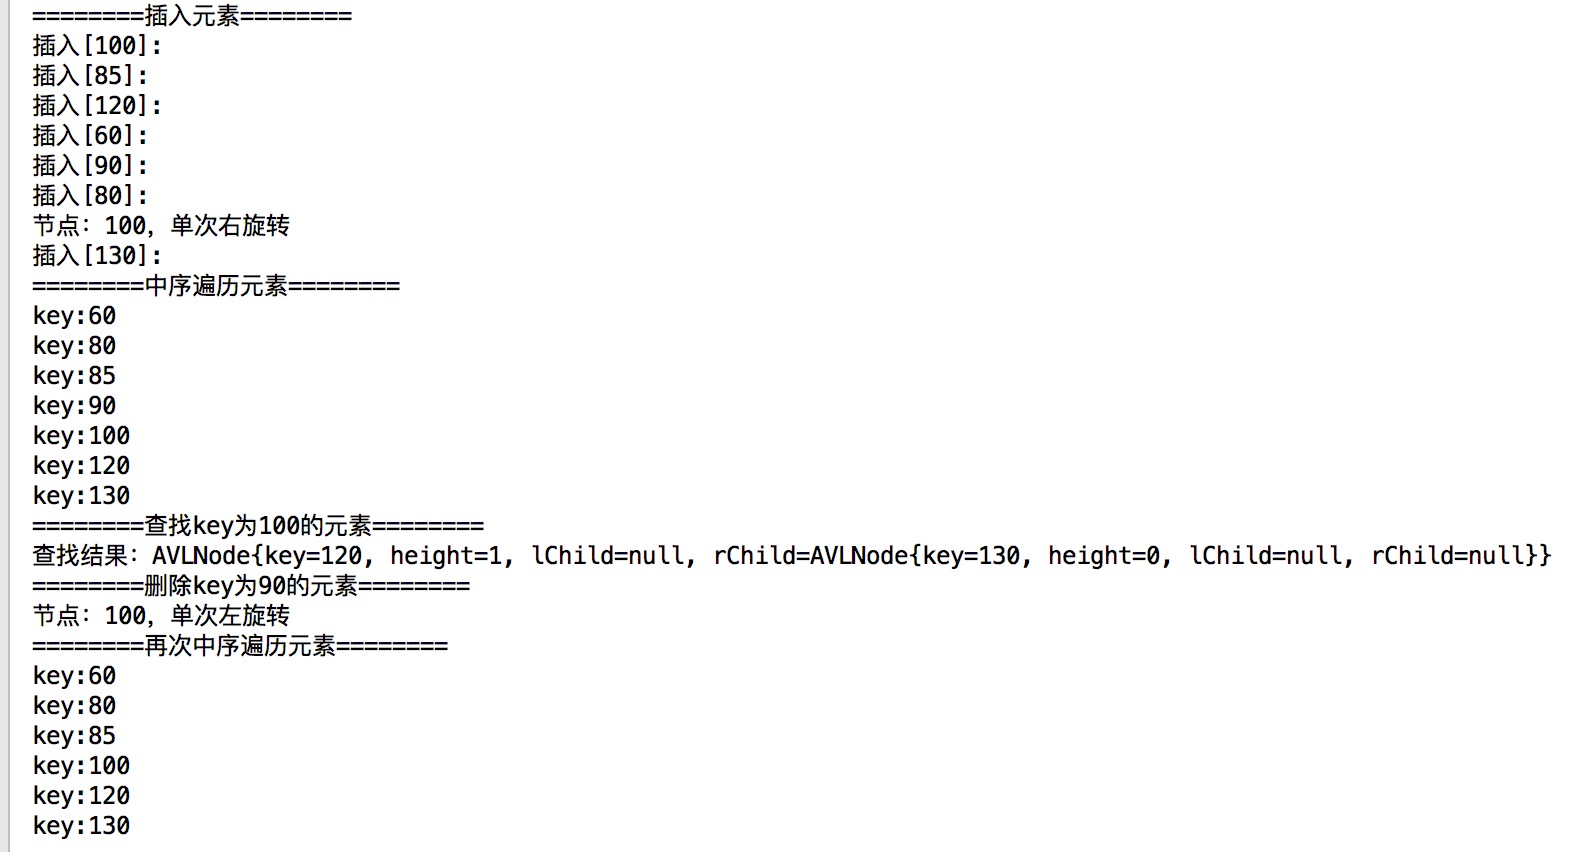 ========插入元素========
插入[100]:
插入[85]:
插入[120]:
插入[60]:
插入[90]:
插入[80]:
节点：100，单次右旋转
插入[130]:
========中序遍历元素========
key:60
key:80
key:85
key:90
key:100
key:120
key:130
========查找key为100的元素========
查找结果：AVLNode{key=120, height=1, lChild=null, rChild=AVLNode{key=130, height=0, lChild=null, rChild=null}}
========删除key为90的元素========
节点：100，单次左旋转
========再次中序遍历元素========
key:60
key:80
key:85
key:100
key:120
key:130